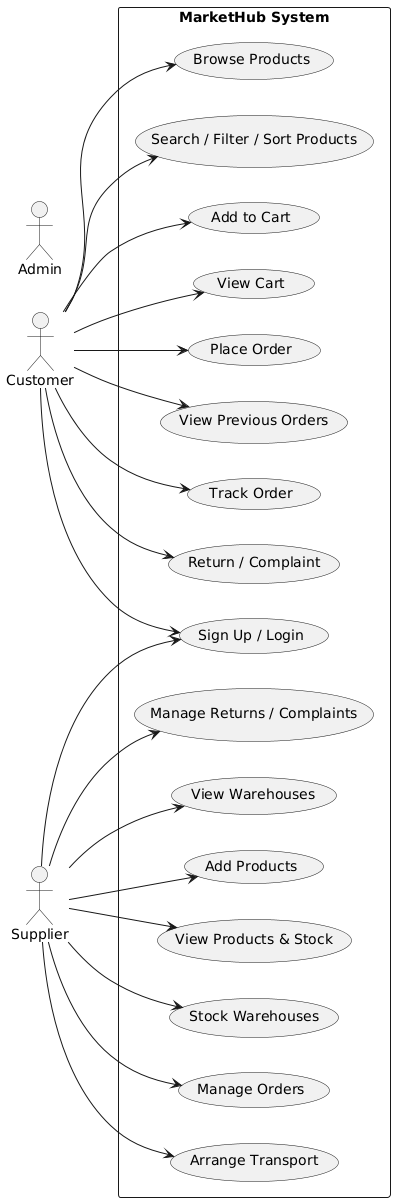 MarketHub System
Browse Products
Search / Filter / Sort Products
Add to Cart
Admin
View Cart
Place Order
Customer
View Previous Orders
Track Order
Return / Complaint
Sign Up / Login
Manage Returns / Complaints
View Warehouses
Add Products
Supplier
View Products & Stock
Stock Warehouses
Manage Orders
Arrange Transport